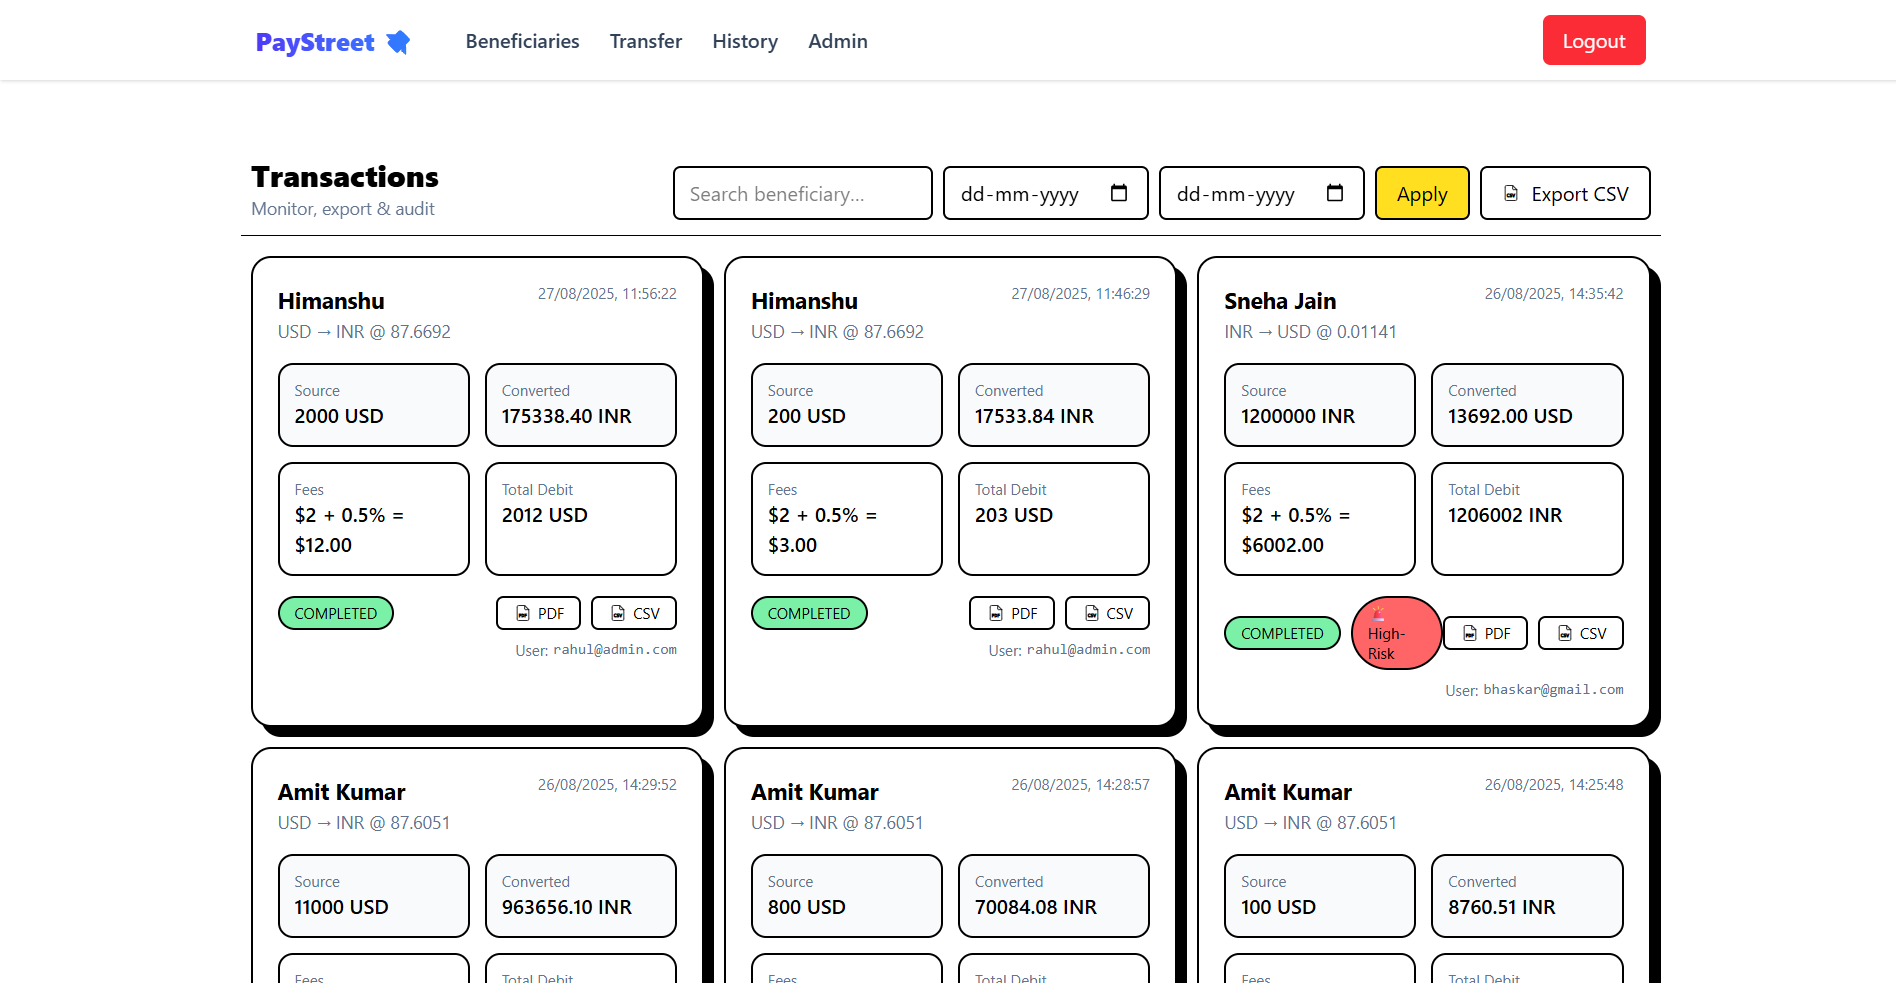 PayStreet
Beneficiaries
Transfer
History
Admin
Logout
Transactions
Monitor, export & audit
Search beneficiary...
dd-mm-yyyy
dd-mm-yyyy
Apply
Export CSV
Himanshu
27/08/2025, 11:56:22
USD → INR @ 87.6692
Source
2000 USD
Converted
175338.40 INR
Fees
$2 + 0.5% =
$12.00
Total Debit
2012 USD
COMPLETED
PDF
CSV
User: rahul@admin.com
Himanshu
27/08/2025, 11:46:29
USD → INR @ 87.6692
Source
200 USD
Converted
17533.84 INR
Fees
$2 + 0.5% =
$3.00
Total Debit
203 USD
COMPLETED
PDF
CSV
User: rahul@admin.com
Sneha Jain
26/08/2025, 14:35:42
INR → USD @ 0.01141
Source
1200000 INR
Converted
13692.00 USD
Fees
$2 + 0.5% =
$6002.00
Total Debit
1206002 INR
COMPLETED
High-
Risk
PDF
CSV
User: bhaskar@gmail.com
Amit Kumar
26/08/2025, 14:29:52
USD → INR @ 87.6051
Source
11000 USD
Converted
963656.10 INR
Fees
Total Debit
Amit Kumar
26/08/2025, 14:28:57
USD → INR @ 87.6051
Source
800 USD
Converted
70084.08 INR
Fees
Total Debit
Amit Kumar
26/08/2025, 14:25:48
USD → INR @ 87.6051
Source
100 USD
Converted
8760.51 INR
Fees
Total Debit